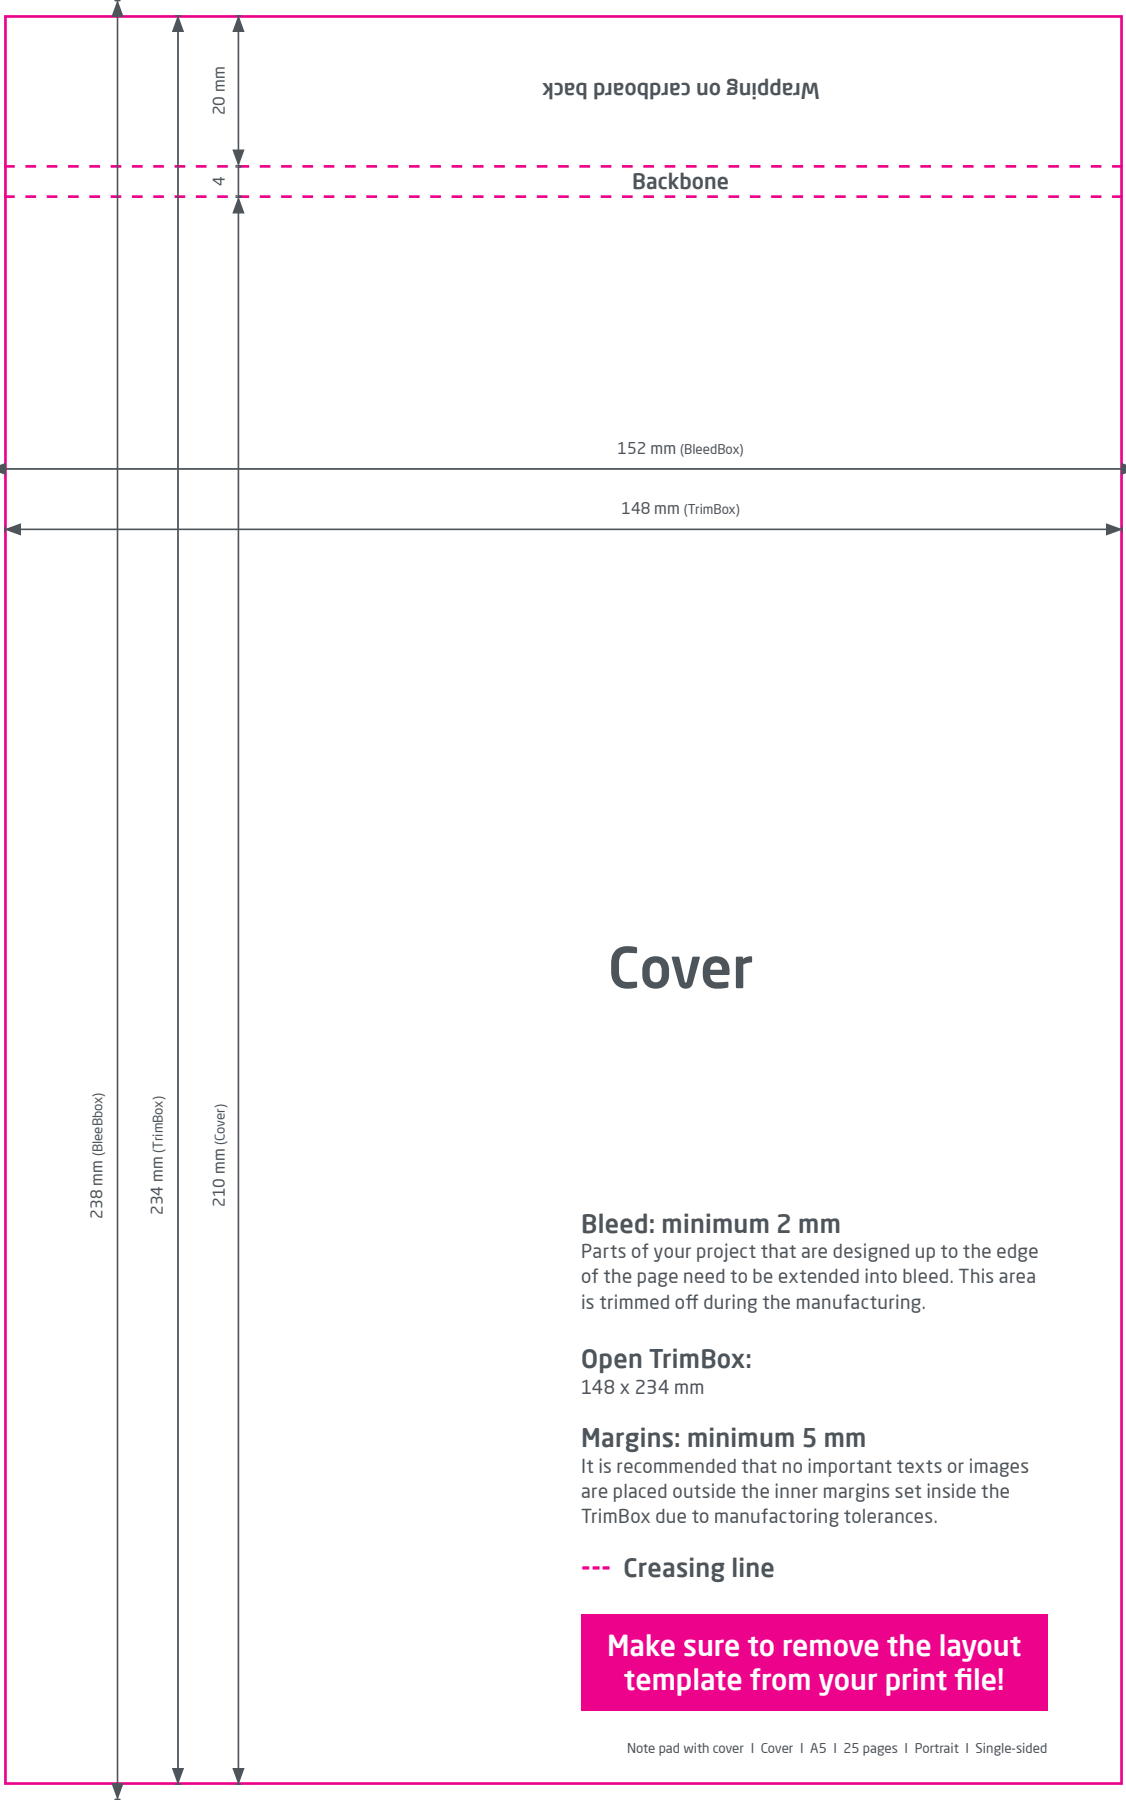 Wrapping on cardboard back
20 mm
4
Backbone
152 mm (BleedBox)
148 mm (TrimBox)
Cover
238 mm (BleeBbox)
234 mm (TrimBox)
210 mm (Cover)
Bleed: minimum 2 mm
Parts of your project that are designed up to the edge
of the page need to be extended into bleed. This area
is trimmed off during the manufacturing.
Open TrimBox:
148 x 234 mm
Margins: minimum 5 mm
It is recommended that no important texts or images
are placed outside the inner margins set inside the
TrimBox due to manufactoring tolerances.
--- Creasing line
Make sure to remove the layout
template from your print file!
Note pad with cover I Cover I A5 I 25 pages I Portrait I Single-sided